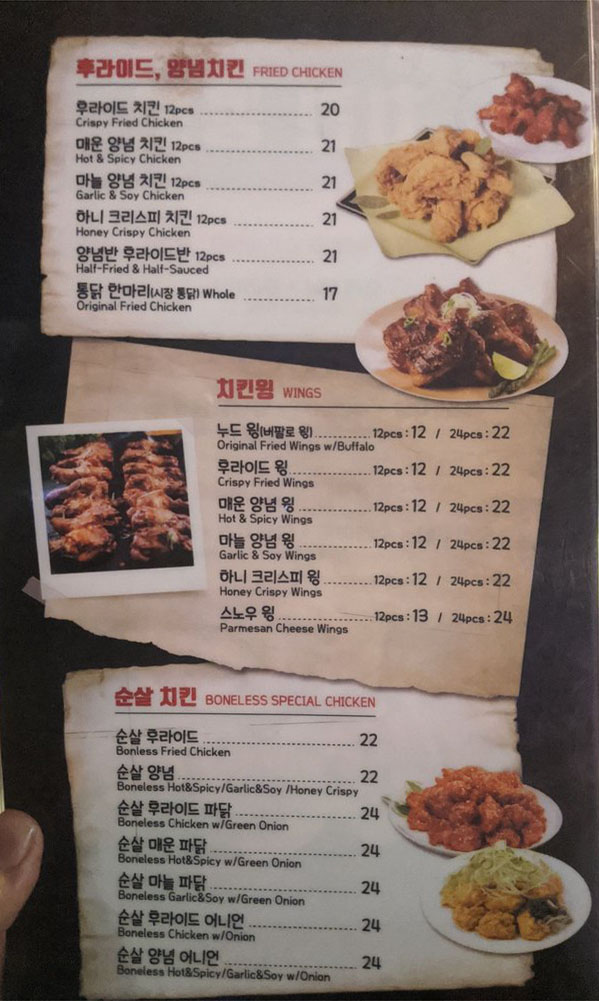 후라이드, 양념치킨 FRIED CHICKEN
후라이드 치킨 12pcs 20
Crispy Fried Chicken
매운 양념 치킨 12pcs 21
Hot & Spicy Chicken
마늘 양념 치킨 12pcs 21
Garlic & Soy Chicken
하니 크리스피 치킨 12pcs 21
Honey Crispy Chicken
양념반 후라이드반 12pcs 21
Half-Fried & Half-Sauced
통닭 한마리(시장 통닭) Whole 17
Original Fried Chicken
치킨윙 WINGS
누드 윙(버팔로 윙) 12pcs : 12 / 24pcs : 22
Original Fried Wings w/Buffalo
후라이드 윙 12pcs : 12 / 24pcs : 22
Crispy Fried Wings
매운 양념 윙 12pcs : 12 / 24pcs : 22
Hot & Spicy Wings
마늘 양념 윙 12pcs : 12 / 24pcs : 22
Garlic & Soy Wings
하니 크리스피 윙 12pcs : 12 / 24pcs : 22
Honey Crispy Wings
스노우 윙 12pcs : 13 / 24pcs : 24
Parmesan Cheese Wings
순살 치킨 BONELESS SPECIAL CHICKEN
순살 후라이드 22
Bonless Fried Chicken
순살 양념 22
Boneless Hot&Spicy/Garlic&Soy /Honey Crispy
순살 후라이드 파닭 24
Boneless Chicken w/Green Onion
순살 매운 파닭 24
Boneless Hot&Spicy w/Green Onion
순살 마늘 파닭 24
Boneless Garlic&Soy w/Green Onion
순살 후라이드 어니언 24
Boneless Chicken w/Onion
순살 양념 어니언 24
Boneless Hot&Spicy/Garlic&Soy w/Onion